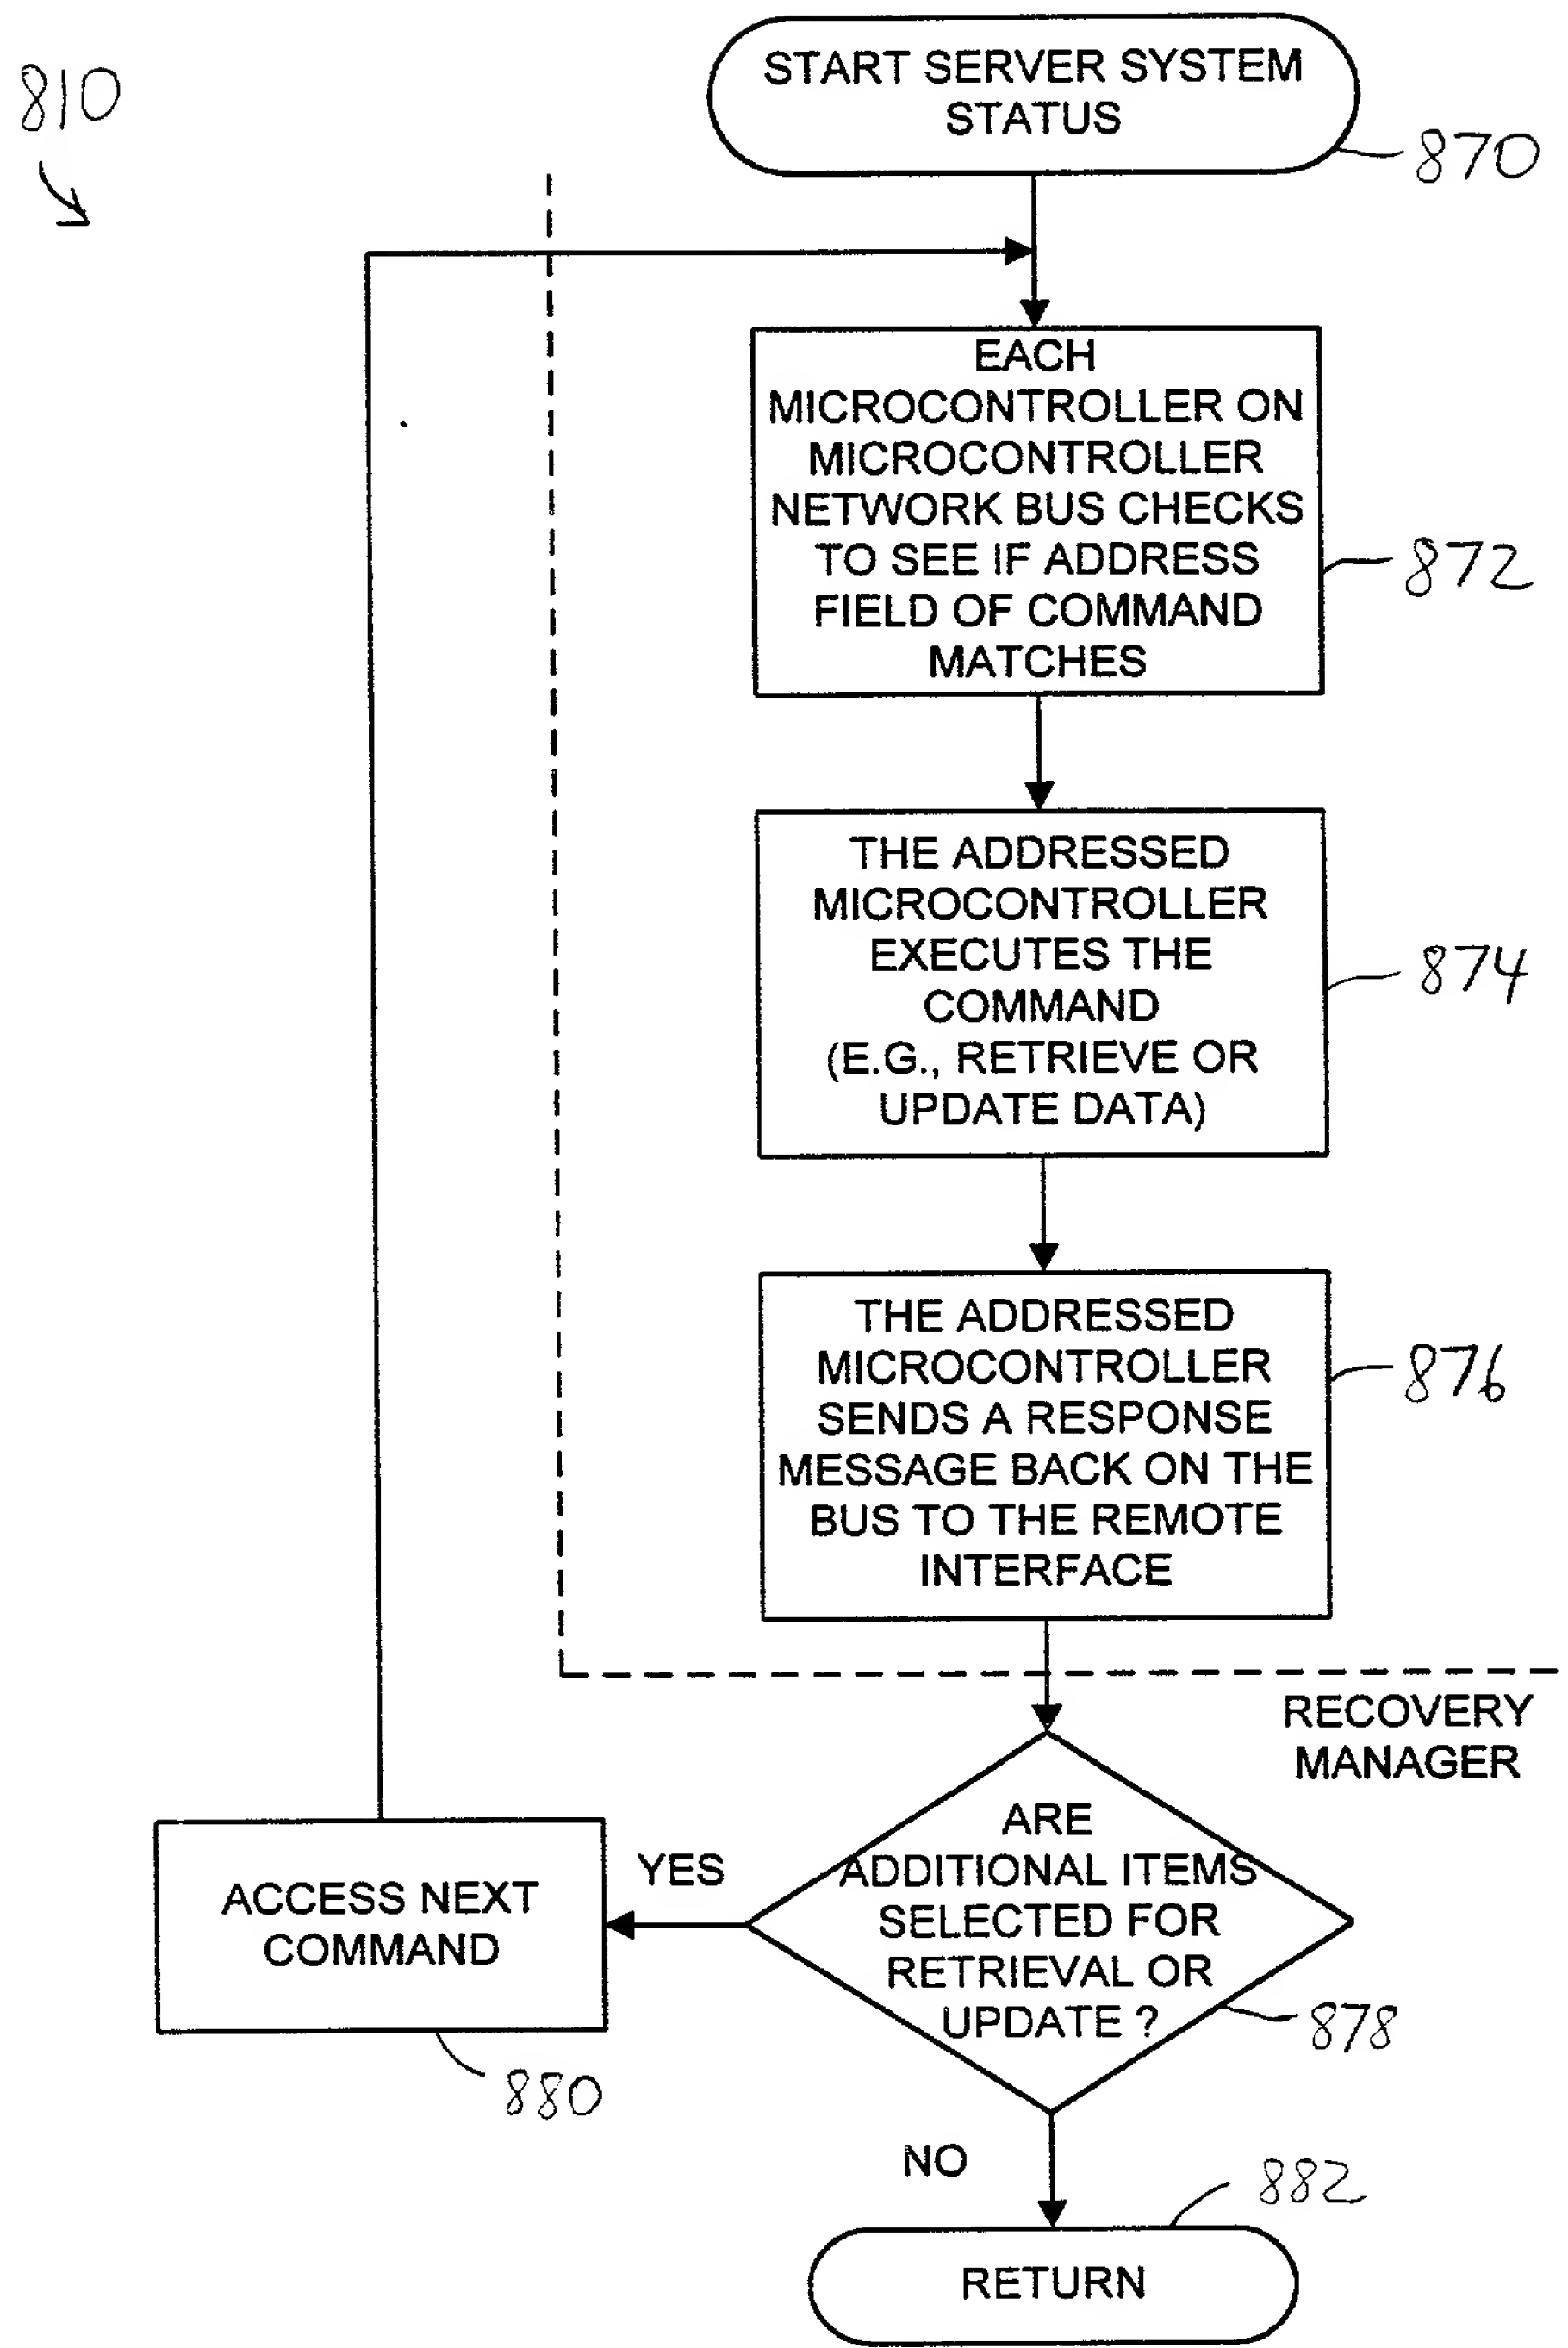 START SERVER SYSTEM
STATUS
810
870
EACH
MICROCONTROLLER ON
MICROCONTROLLER
NETWORK BUS CHECKS
TO SEE IF ADDRESS
FIELD OF COMMAND
MATCHES
872
THE ADDRESSED
MICROCONTROLLER
EXECUTES THE
COMMAND
(E.G., RETRIEVE OR
UPDATE DATA)
874
THE ADDRESSED
MICROCONTROLLER
SENDS A RESPONSE
MESSAGE BACK ON THE
BUS TO THE REMOTE
INTERFACE
876
RECOVERY
MANAGER
ARE
ADDITIONAL ITEMS
SELECTED FOR
RETRIEVAL OR
UPDATE ?
878
YES
ACCESS NEXT
COMMAND
880
NO
882
RETURN